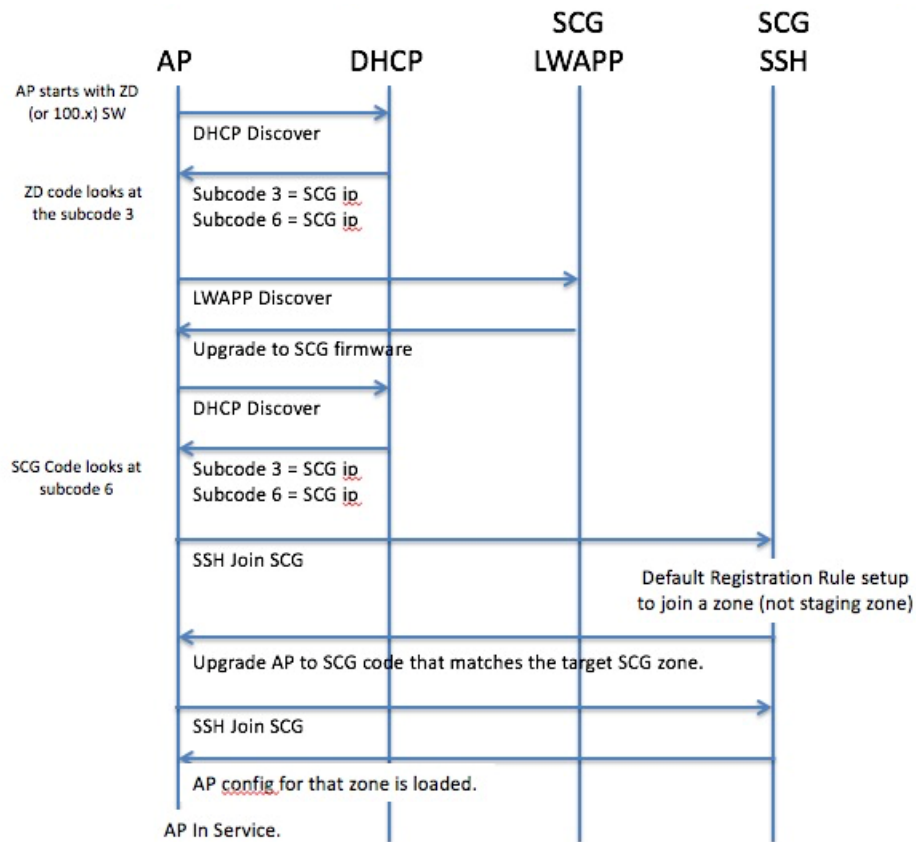 SCG
SCG
AP
DHCP
LWAPP
SSH
AP starts with ZD
(or 100.x) SW
DHCP Discover
ZD code looks at
the subcode 3
Subcode 3 = SCG ip
Subcode 6 = SCG ip
LWAPP Discover
Upgrade to SCG firmware
DHCP Discover
SCG Code looks at
subcode 6
Subcode 3 = SCG ip
Subcode 6 = SCG ip
SSH Join SCG
Default Registration Rule setup
to join a zone (not staging zone)
Upgrade AP to SCG code that matches the target SCG zone.
SSH Join SCG
AP config for that zone is loaded.
AP In Service.